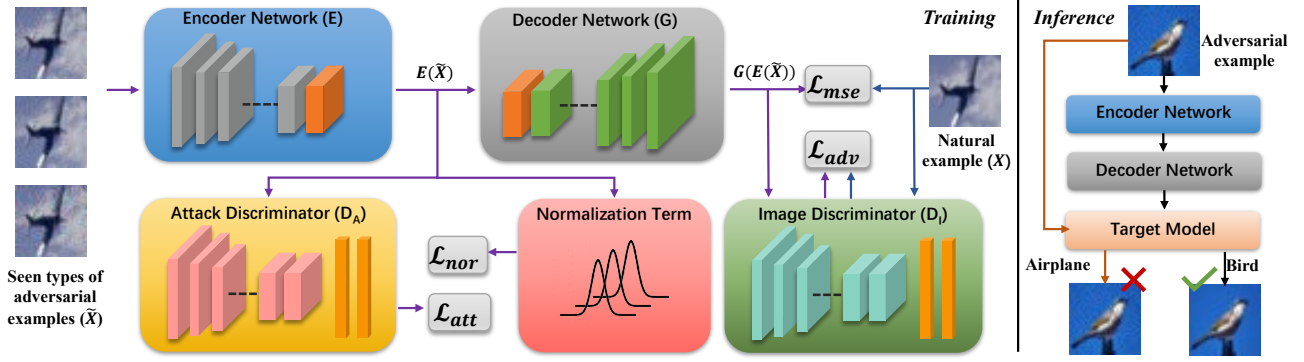 Encoder Network (E)
Decoder Network (G)
Training
E(X̃)
G(E(X̃))
ℒmse
ℒadv
Natural
example (X)
Seen types of
adversarial
examples (X̃)
Attack Discriminator (DA)
Normalization Term
Image Discriminator (DI)
ℒnor
ℒatt
Inference
Adversarial
example
Encoder Network
Decoder Network
Target Model
Airplane
Bird